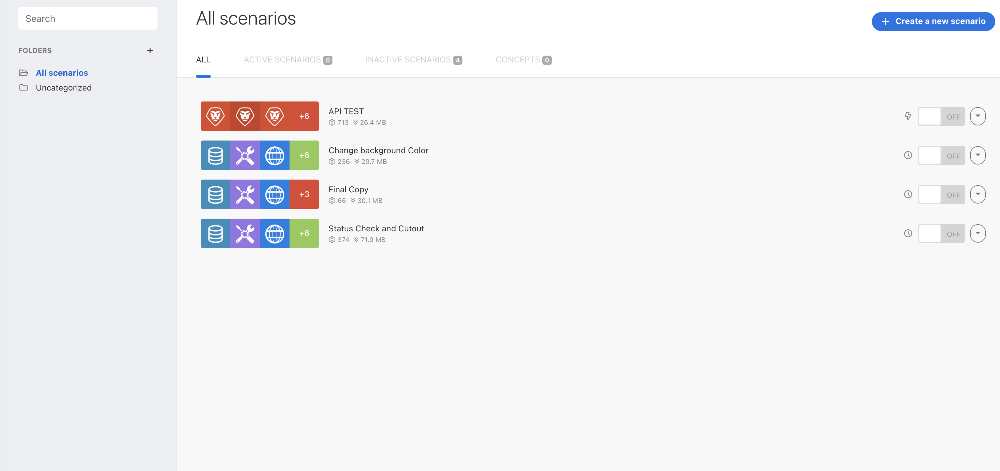 Search
FOLDERS
All scenarios
Uncategorized
All scenarios
Create a new scenario
ALL
ACTIVE SCENARIOS 0
INACTIVE SCENARIOS 4
CONCEPTS 0
+6
API TEST
713 26.4 MB
OFF
+6
Change background Color
236 29.7 MB
OFF
+3
Final Copy
66 30.1 MB
OFF
+6
Status Check and Cutout
374 71.9 MB
OFF